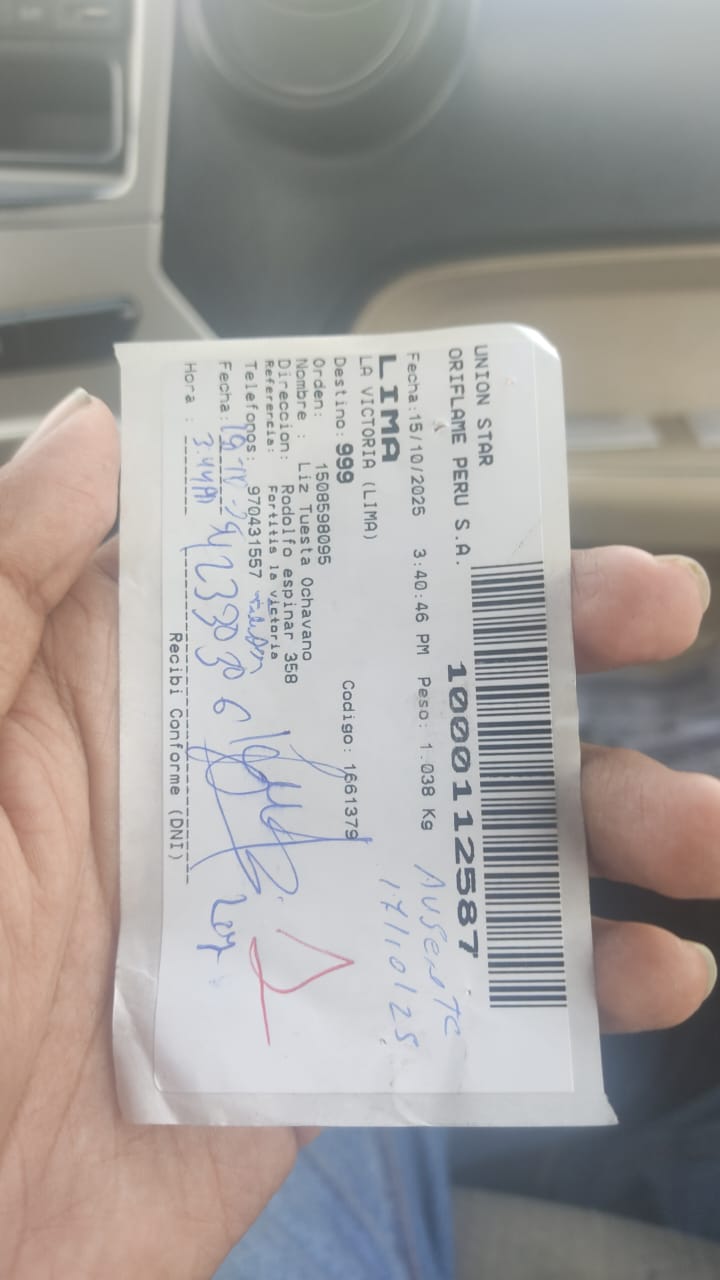 UNION STAR
ORIFLAME PERU S.A.
10001112587
Fecha:15/10/2025 3:40:46 PM Peso: 1.038 Kg
AUSENTE
LIMA
17/10/25
LA VICTORIA (LIMA)
Destino: 999 Codigo: 1661379
Orden: 1508598095
Nombre : Liz Tuesta Ochavano
Direccion: Rodolfo espinar 358
Referencia: Fortitis la victoria
Telefonos: 970431557
Fecha:
Hora :
Recibi Conforme (DNI)